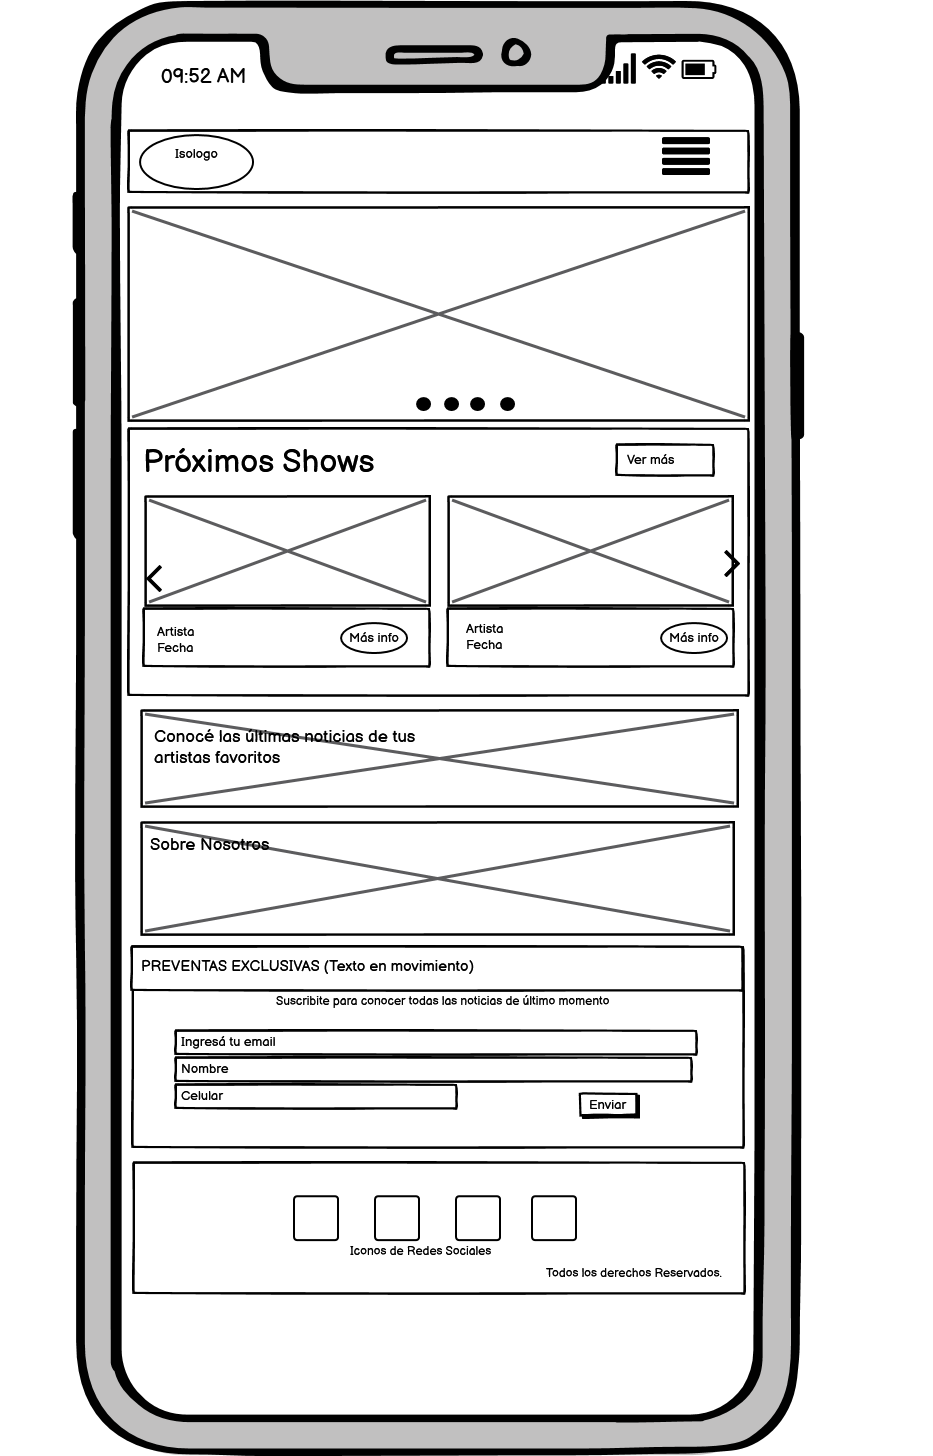 09:52 AM
Isologo
Próximos Shows
Ver más
Artista
Fecha
Más info
Artista
Fecha
Más info
Conocé las últimas noticias de tus
artistas favoritos
Sobre Nosotros
PREVENTAS EXCLUSIVAS (Texto en movimiento)
Suscribite para conocer todas las noticias de último momento
Ingresá tu email
Nombre
Celular
Enviar
Iconos de Redes Sociales
Todos los derechos Reservados.